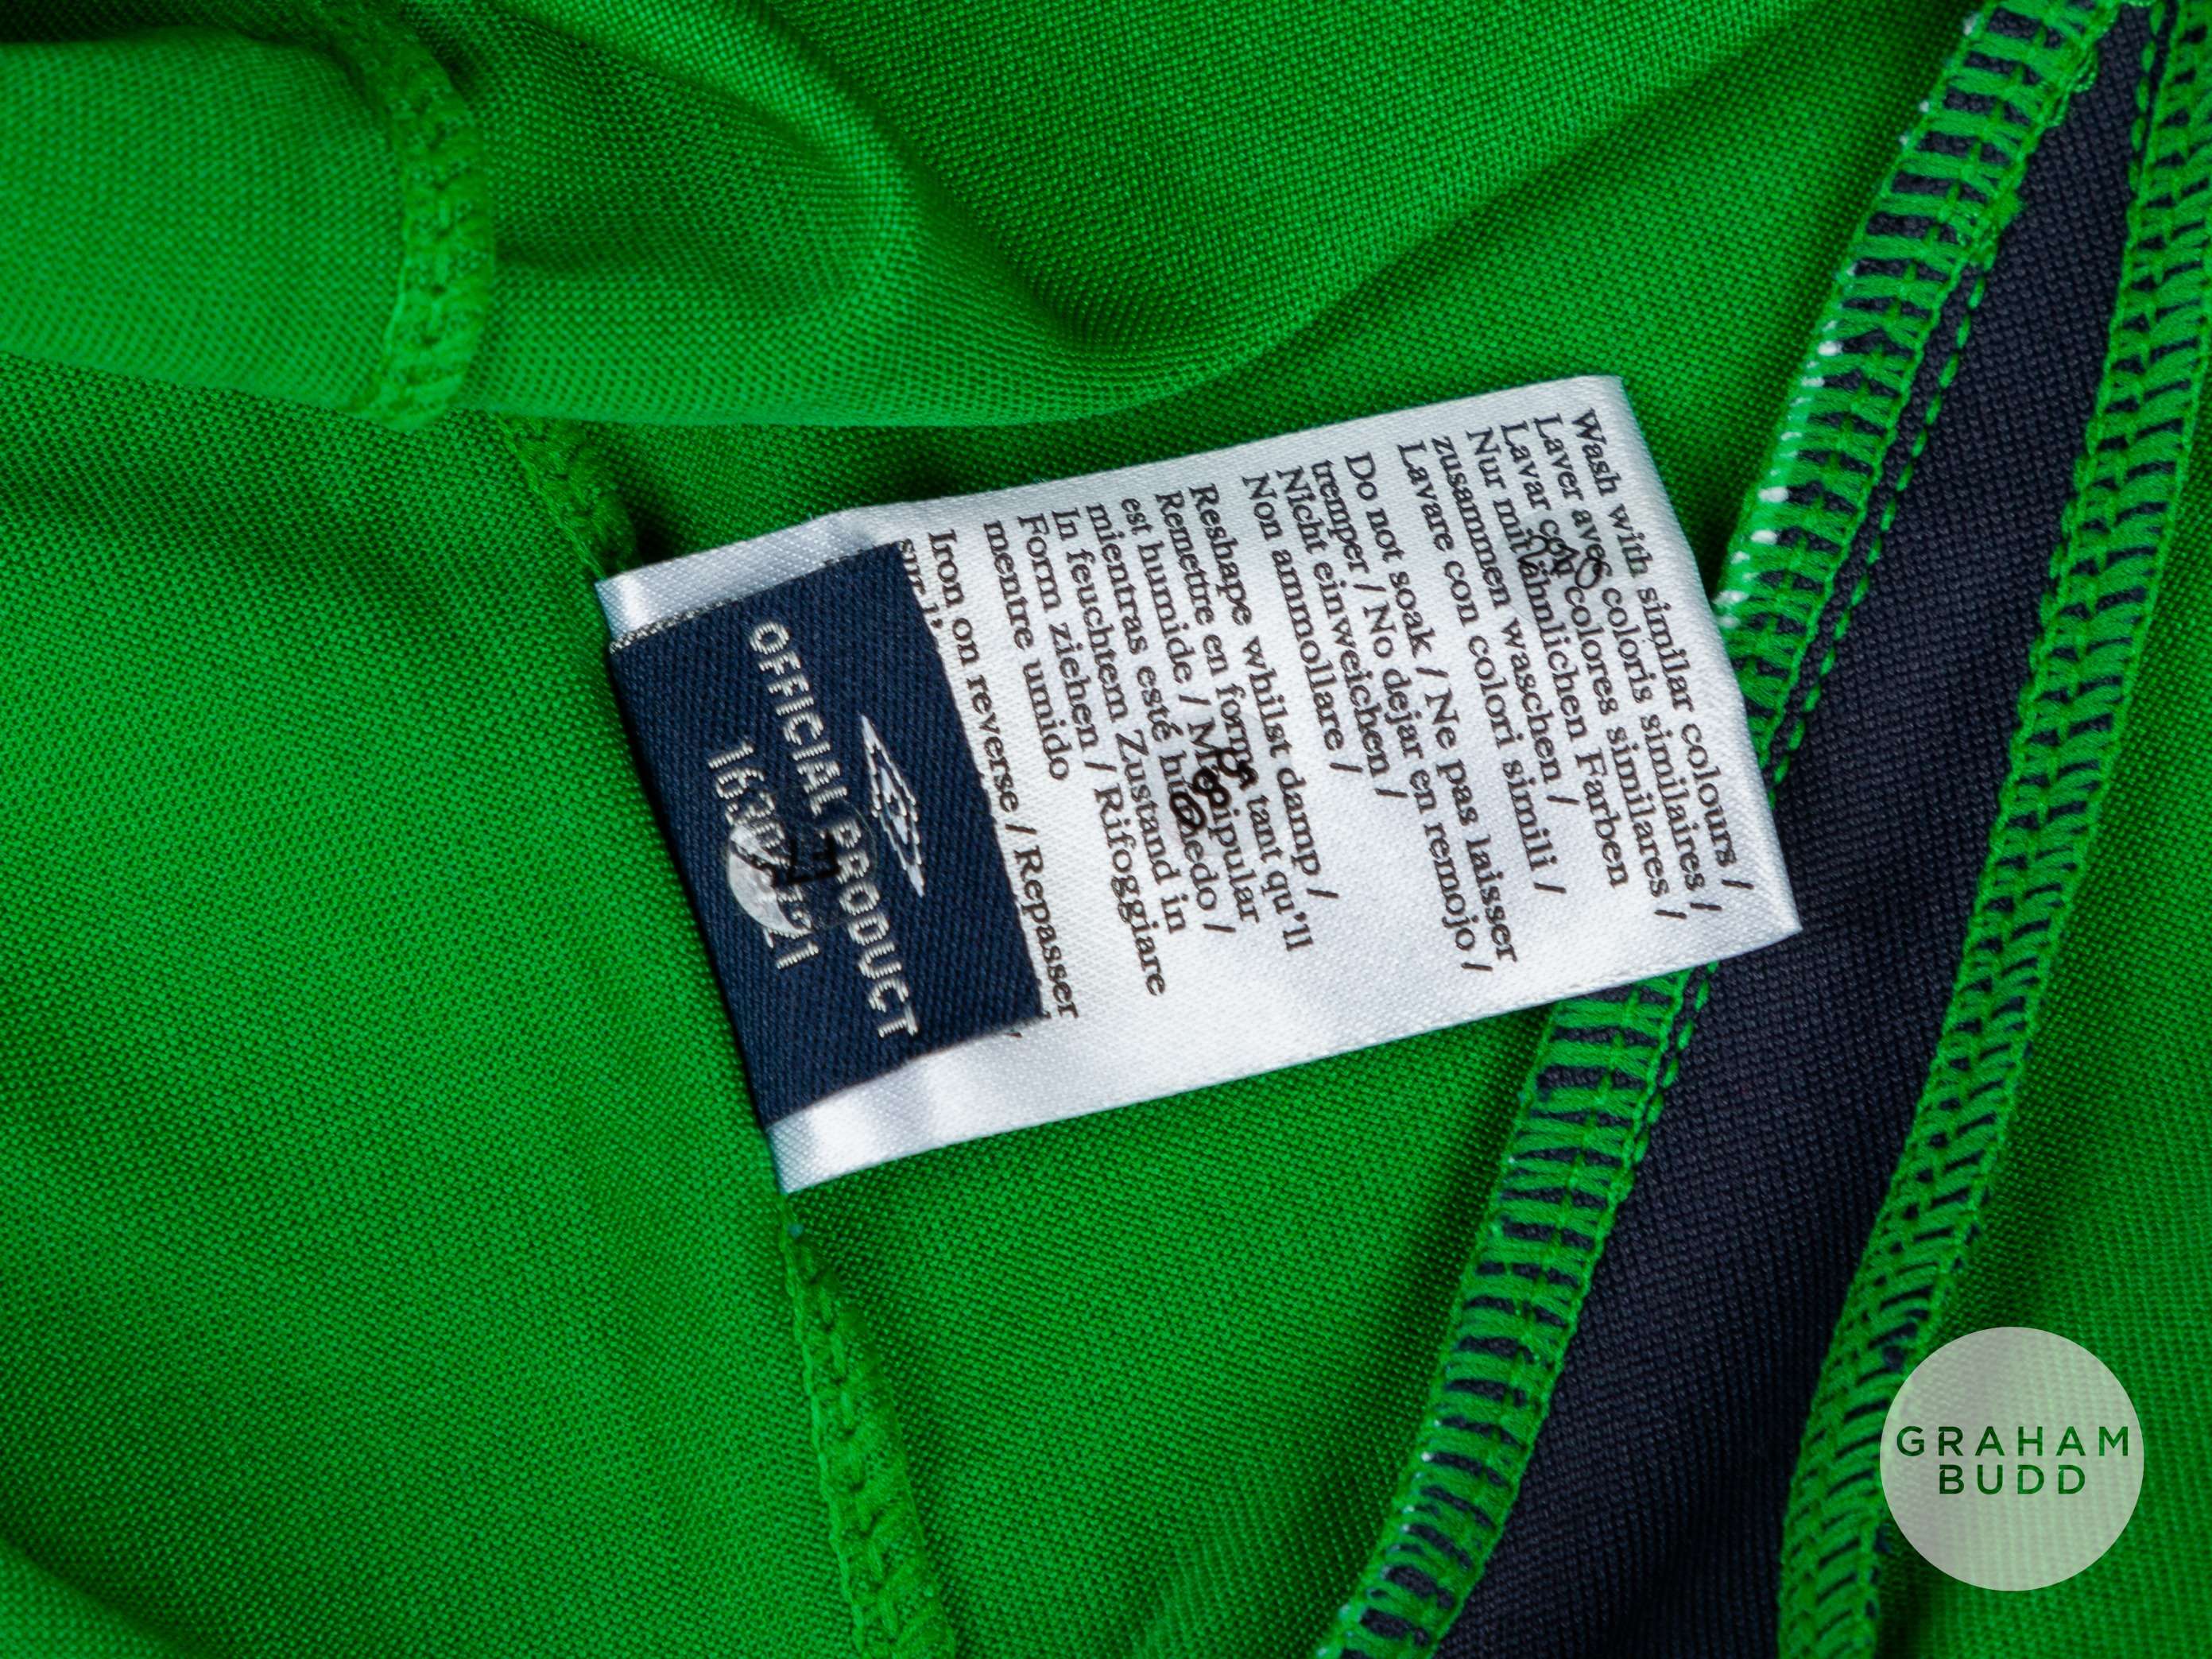 Wash with similar colours /
Laver avec coloris similaires /
Lavar con colores similares /
Nur mit ähnlichen Farben
zusammen waschen /
Lavare con colori simili /
Do not soak / Ne pas laisser
tremper / No dejar en remojo /
Nicht einweichen /
Non ammollare /
Reshape whilst damp /
Remettre en forme tant qu'll
est humide / Manipular
mientras esté húmedo /
In feuchtem Zustand in
Form ziehen / Rifoggiare
mentre umido
Iron on reverse / Repasser
sur l'
OFFICIAL PRODUCT
GRAHAM
BUDD